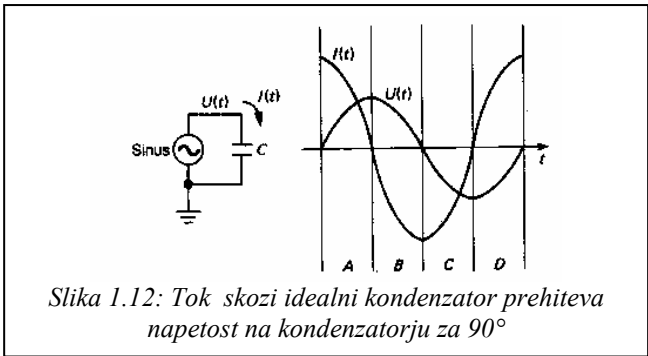 I(t)
U(t)
U(t) I(t)
Sinus C
t
A B C D
Slika 1.12: Tok skozi idealni kondenzator prehiteva
napetost na kondenzatorju za 90°